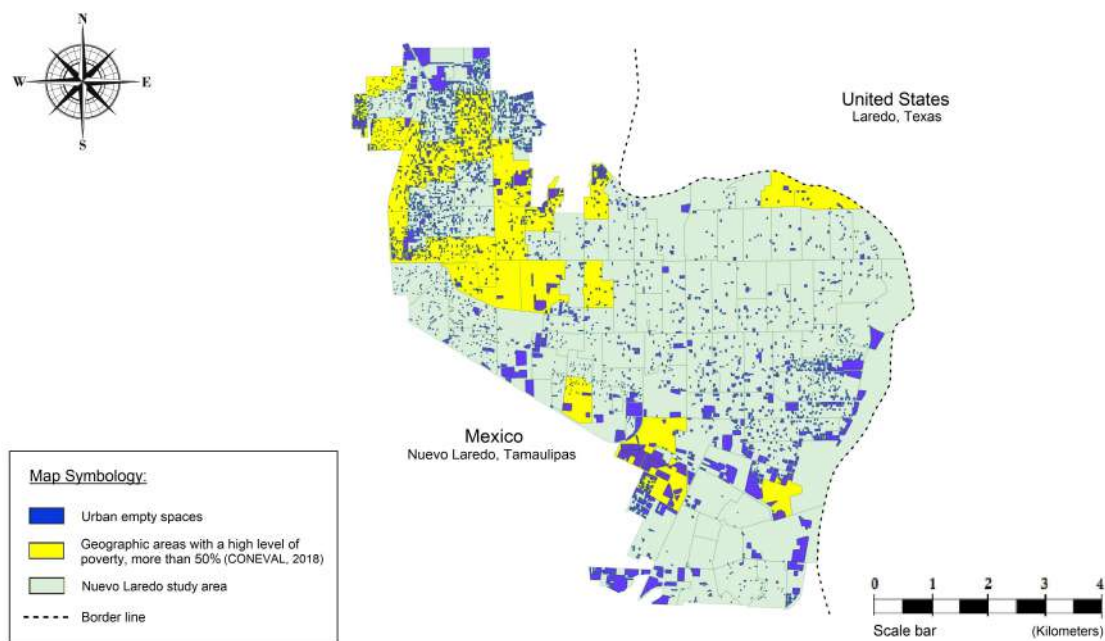 N
W
E
S
United States
Laredo, Texas
Mexico
Nuevo Laredo, Tamaulipas
Map Symbology:
Urban empty spaces
Geographic areas with a high level of
poverty, more than 50% (CONEVAL, 2018)
Nuevo Laredo study area
Border line
0 1 2 3 4
Scale bar (Kilometers)